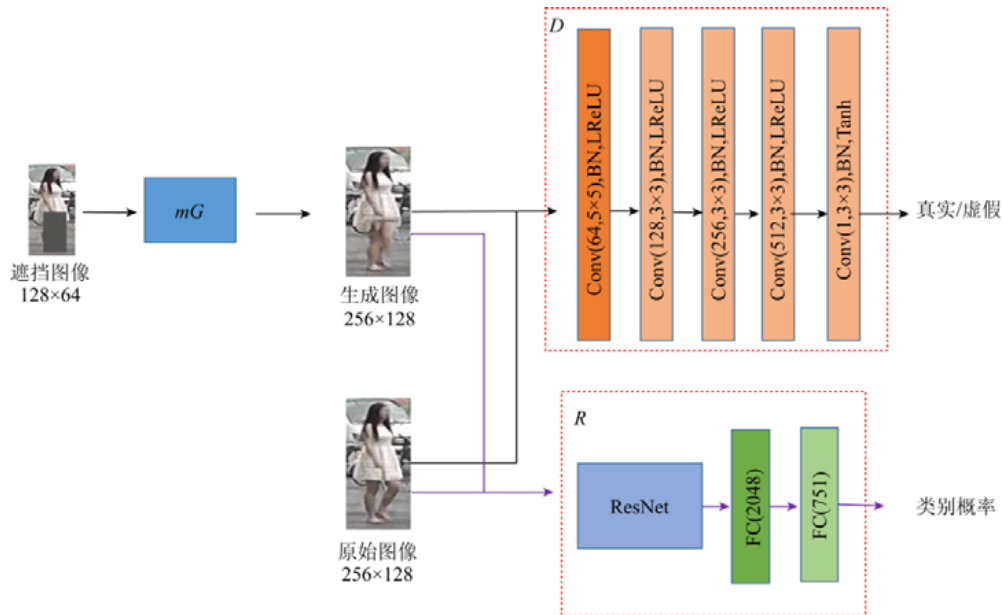 D
Conv(64,5×5),BN,LReLU
Conv(128,3×3),BN,LReLU
Conv(256,3×3),BN,LReLU
Conv(512,3×3),BN,LReLU
Conv(1,3×3),BN,Tanh
真实/虚假
mG
遮挡图像
128×64
生成图像
256×128
R
ResNet
FC(2048)
FC(751)
类别概率
原始图像
256×128